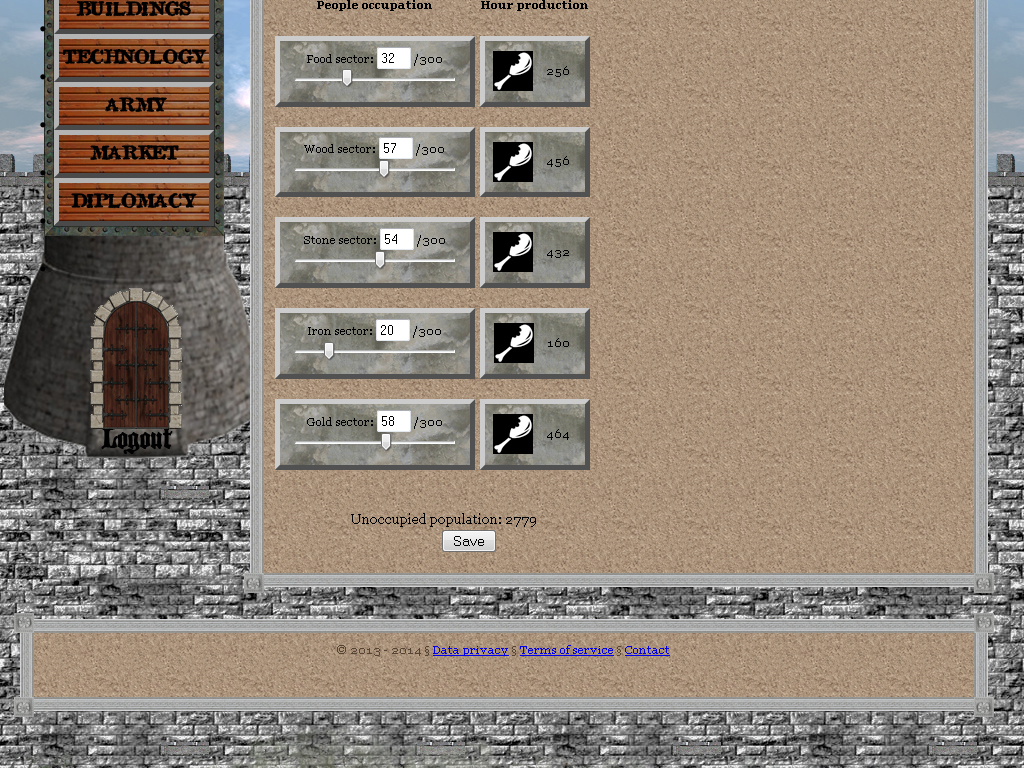 BUILDINGS
TECHNOLOGY
ARMY
MARKET
DIPLOMACY
Logout
People occupation Hour production
Food sector: 32 /300 256
Wood sector: 57 /300 456
Stone sector: 54 /300 432
Iron sector: 20 /300 160
Gold sector: 58 /300 464
Unoccupied population: 2779
Save
© 2013 - 2014 § Data privacy § Terms of service § Contact